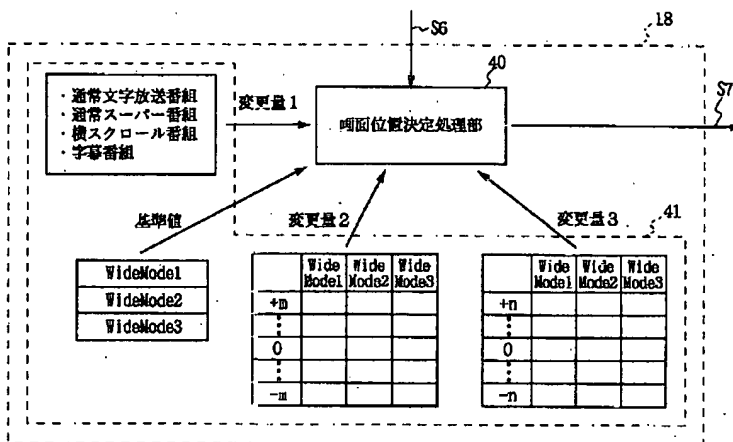 S6
18
40
S7
・通常文字放送番組
・通常スーパー番組
・横スクロール番組
・字幕番組
変更量1
画面位置決定処理部
基準値
変更量2
変更量3
41
WideMode1
WideMode2
WideMode3
Wide Mode1
Wide Mode2
Wide Mode3
+m
0
-m
Wide Mode1
Wide Mode2
Wide Mode3
+n
0
-n